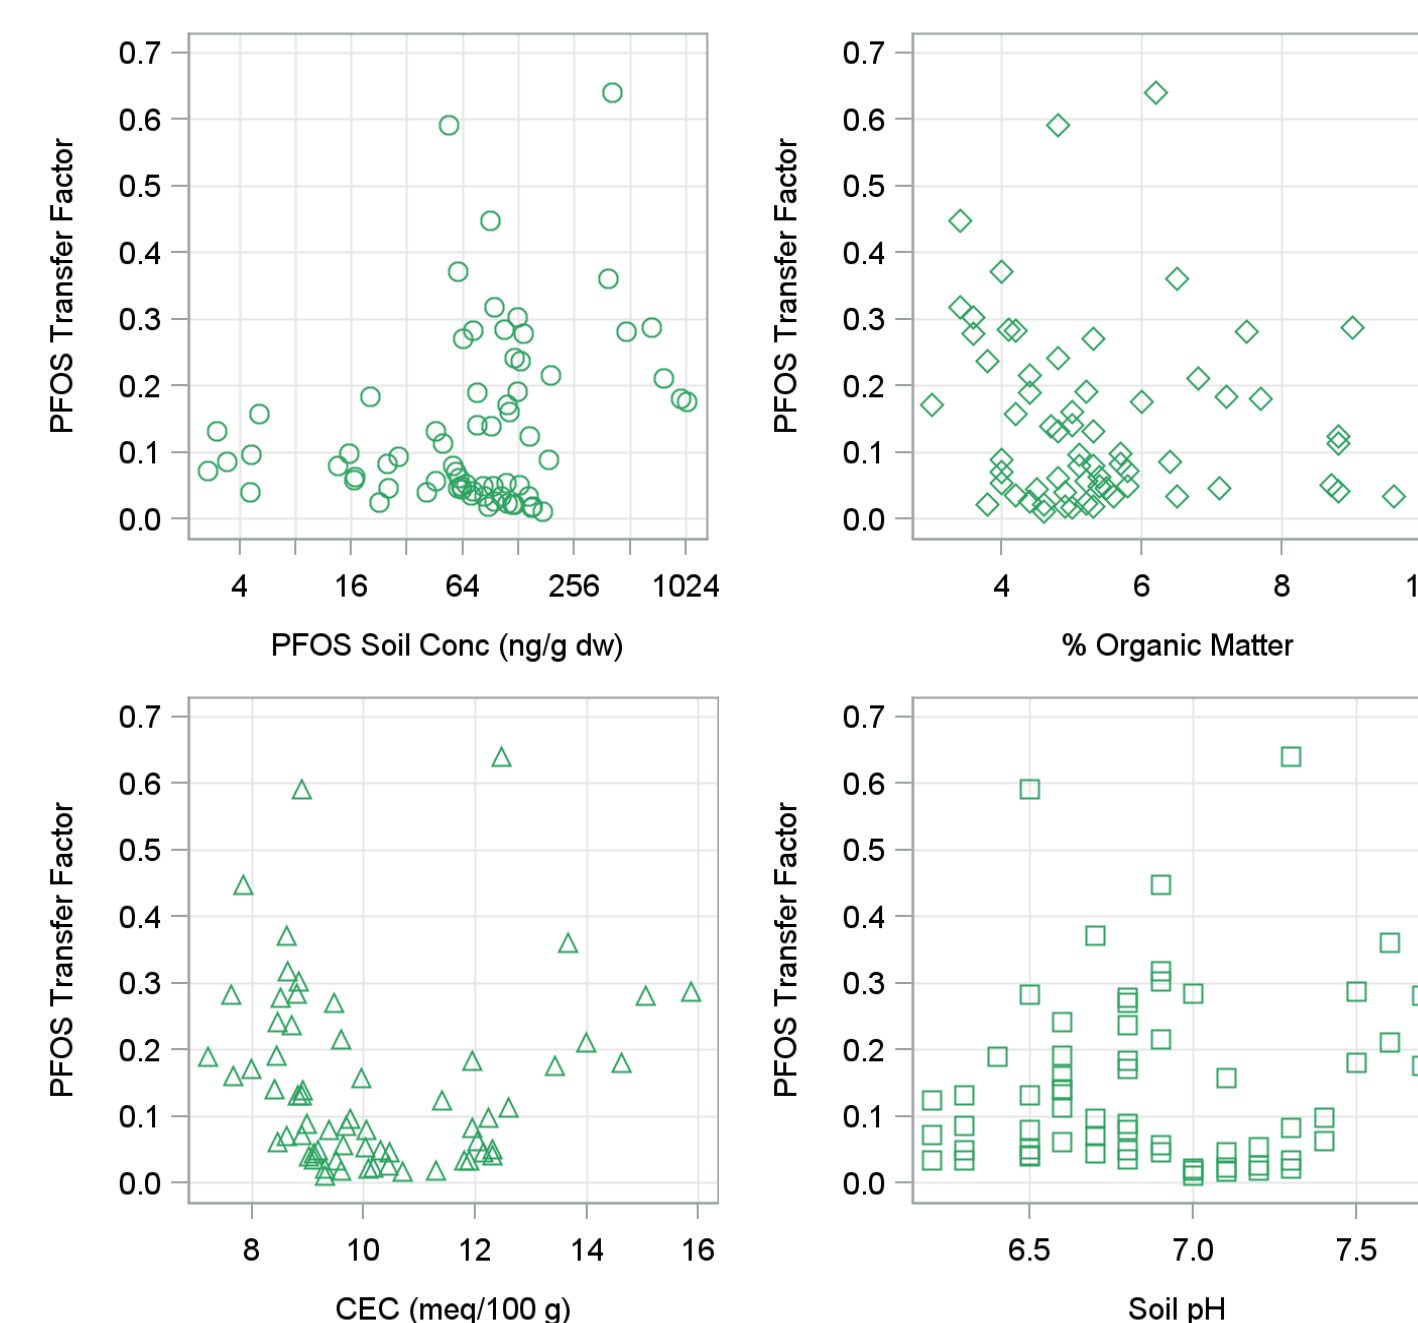 PFOS Transfer Factor
0.7
0.6
0.5
0.4
0.3
0.2
0.1
0.0
4 16 64 256 1024
PFOS Soil Conc (ng/g dw)
PFOS Transfer Factor
0.7
0.6
0.5
0.4
0.3
0.2
0.1
0.0
4 6 8 1
% Organic Matter
PFOS Transfer Factor
0.7
0.6
0.5
0.4
0.3
0.2
0.1
0.0
8 10 12 14 16
CEC (meq/100 g)
PFOS Transfer Factor
0.7
0.6
0.5
0.4
0.3
0.2
0.1
0.0
6.5 7.0 7.5
Soil pH